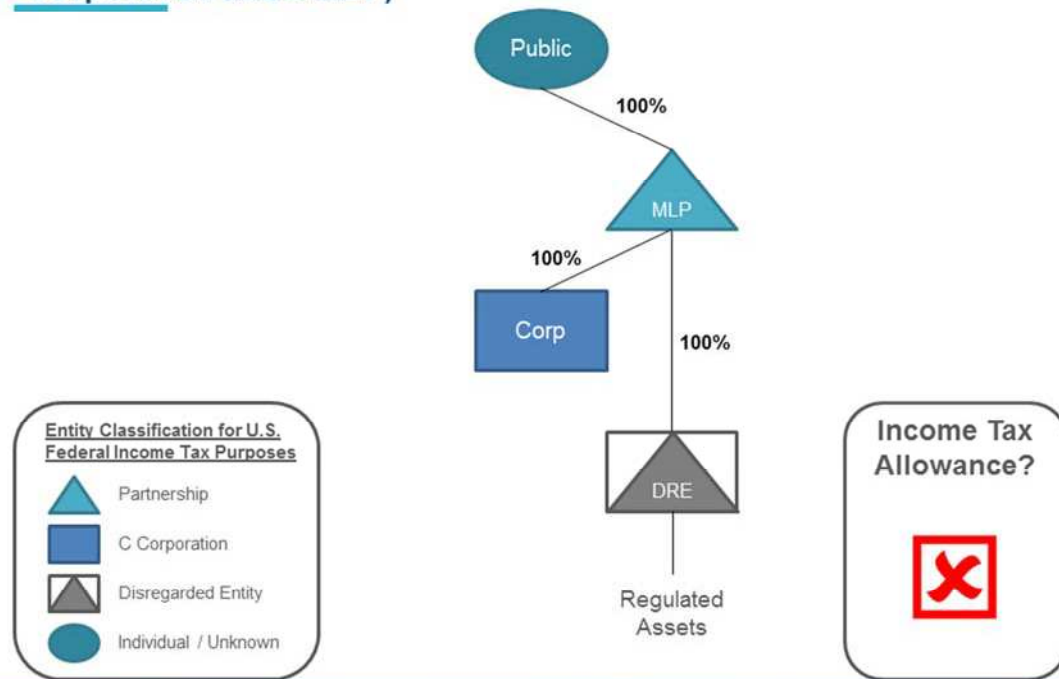 Public
100%
MLP
100%
Corp
100%
DRE
Regulated
Assets
Entity Classification for U.S.
Federal Income Tax Purposes
Partnership
C Corporation
Disregarded Entity
Individual / Unknown
Income Tax
Allowance?